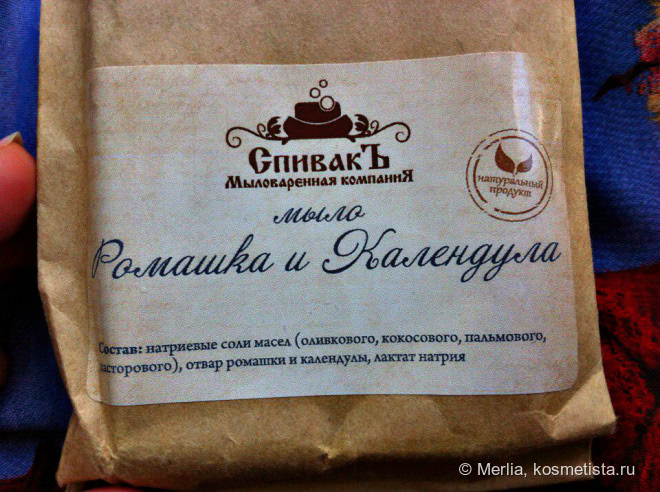 СпивакЪ
Мыловаренная компания
натуральный
продукт
мыло
Ромашка и Календула
Состав: натриевые соли масел (оливкового, кокосового, пальмового,
касторового), отвар ромашки и календулы, лактат натрия
© Merlia, kosmetista.ru